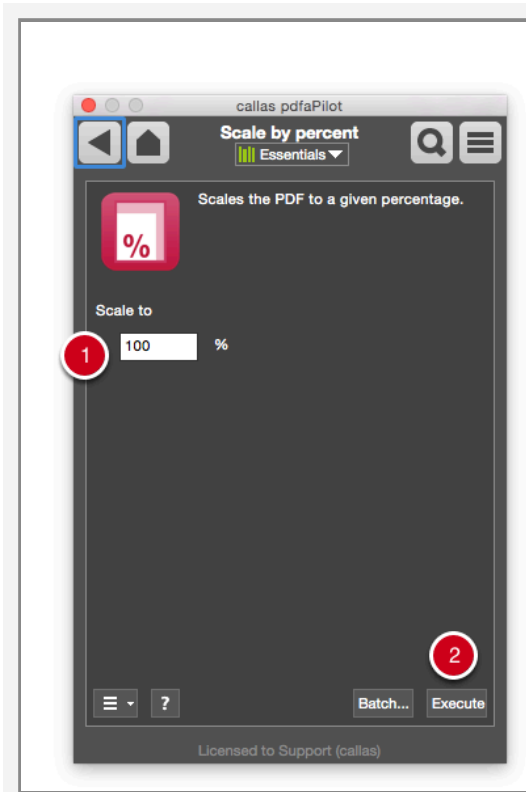 callas pdfaPilot
Scale by percent
Essentials
Scales the PDF to a given percentage.
%
Scale to
1
100 %
2
?
Batch... Execute
Licensed to Support (callas)